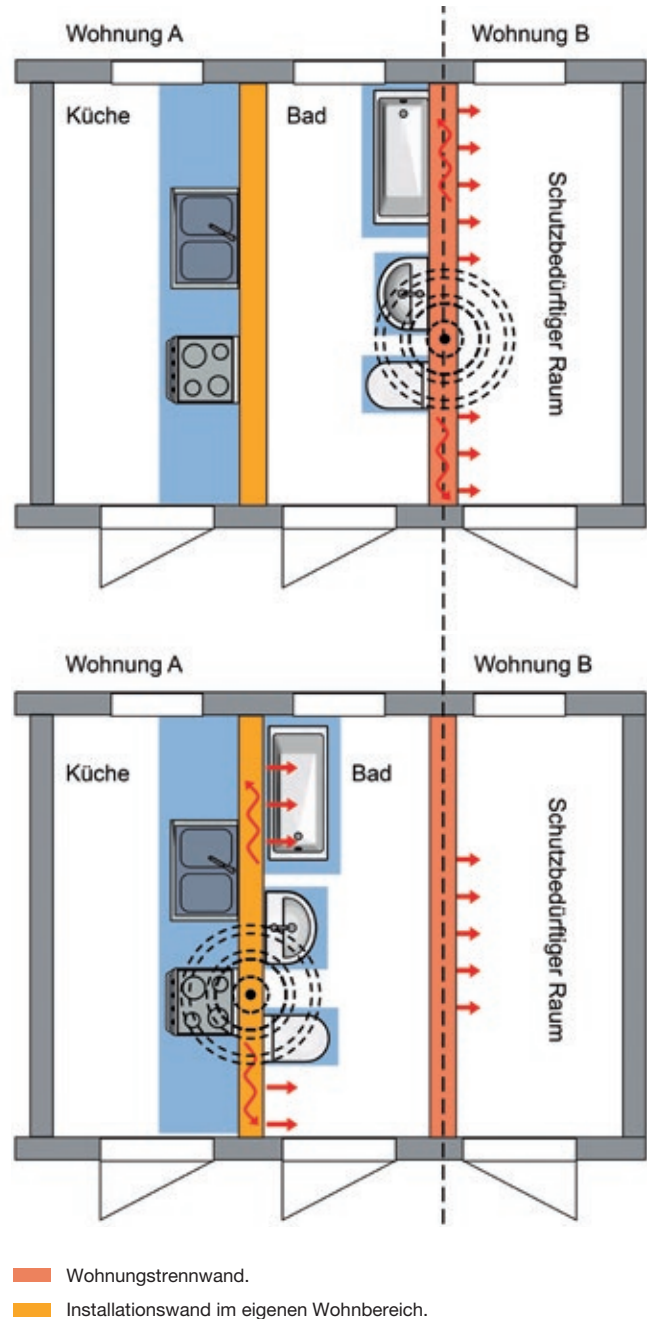 Wohnung A
Wohnung B
Küche
Bad
Schutzbedürftiger Raum
Wohnung A
Wohnung B
Küche
Bad
Schutzbedürftiger Raum
Wohnungstrennwand.
Installationswand im eigenen Wohnbereich.